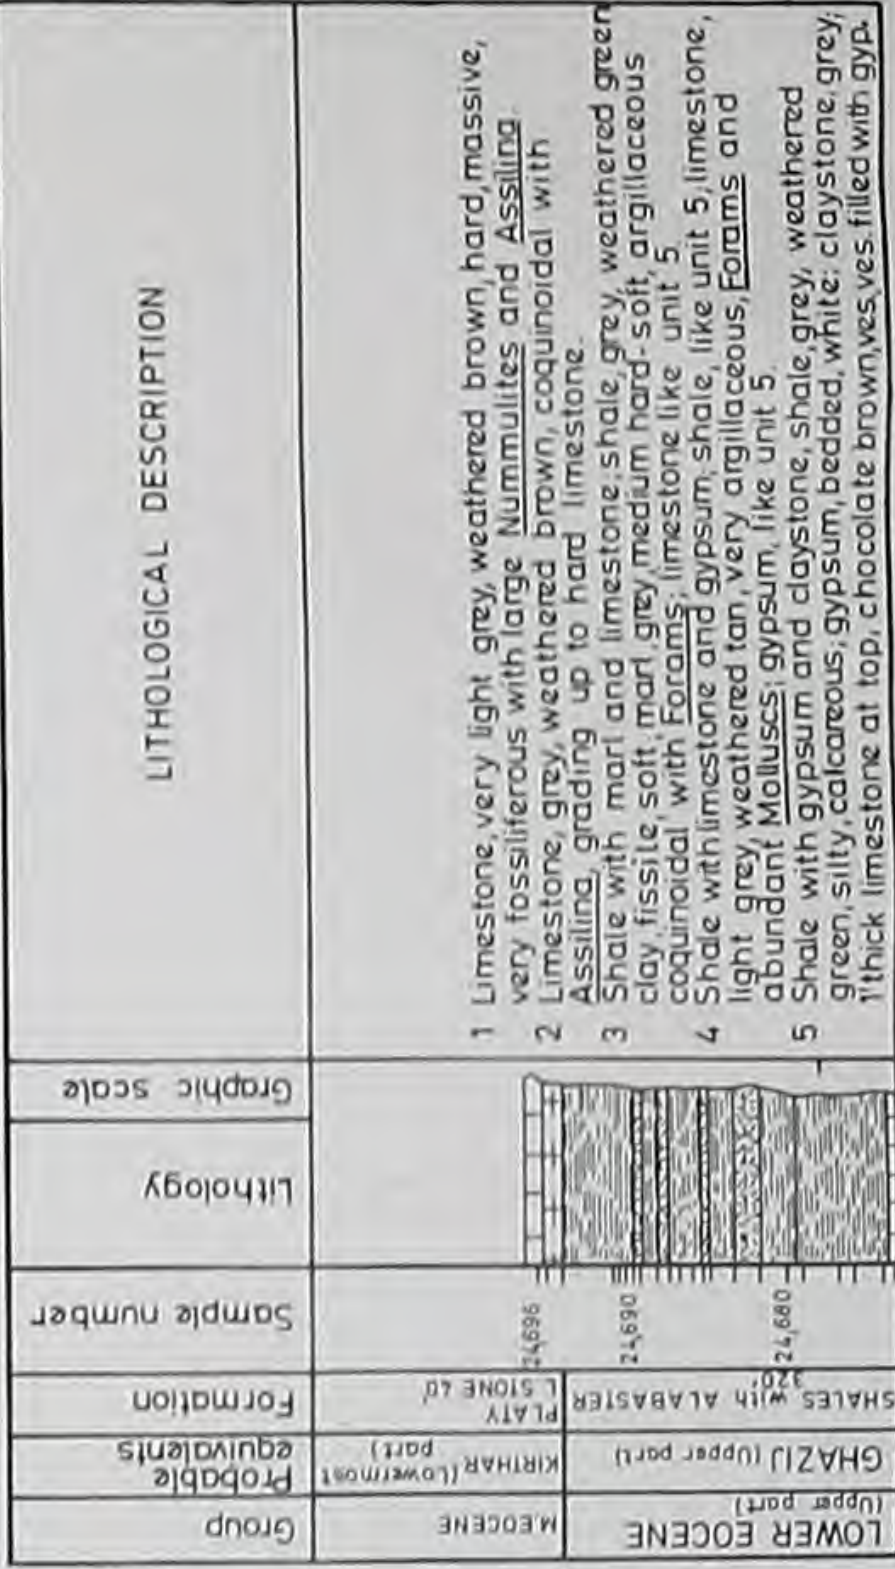 Group
Probable
equivalents
Formation
Sample number
Lithology
Graphic scale
LITHOLOGICAL DESCRIPTION
M.EOCENE
KIRTHAR (Lowermost
part)
PLATY
L STONE 40'
LOWER EOCENE
(Upper part)
GHAZIJ (Upper part)
SHALES with ALABASTER
320'
24,696
24,690
24,680
1 Limestone, very light grey, weathered brown, hard, massive,
very fossiliferous with large Nummulites and Assilina.
2 Limestone, grey, weathered brown, coquinoidal with
Assilina, grading up to hard limestone.
3 Shale with marl and limestone; shale, grey, weathered green
clay, fissile, soft, marl, grey, medium hard-soft, argillaceous
coquinoidal with Forams; limestone like unit 5.
4 Shale with limestone and gypsum; shale, like unit 5, limestone,
light grey, weathered tan, very argillaceous, Forams and
abundant Molluscs; gypsum, like unit 5.
5 Shale with gypsum and claystone, shale, grey, weathered
green, silty, calcareous; gypsum, bedded, white; claystone, grey;
1' thick limestone at top, chocolate brown, ves, ves. filled with gyp.